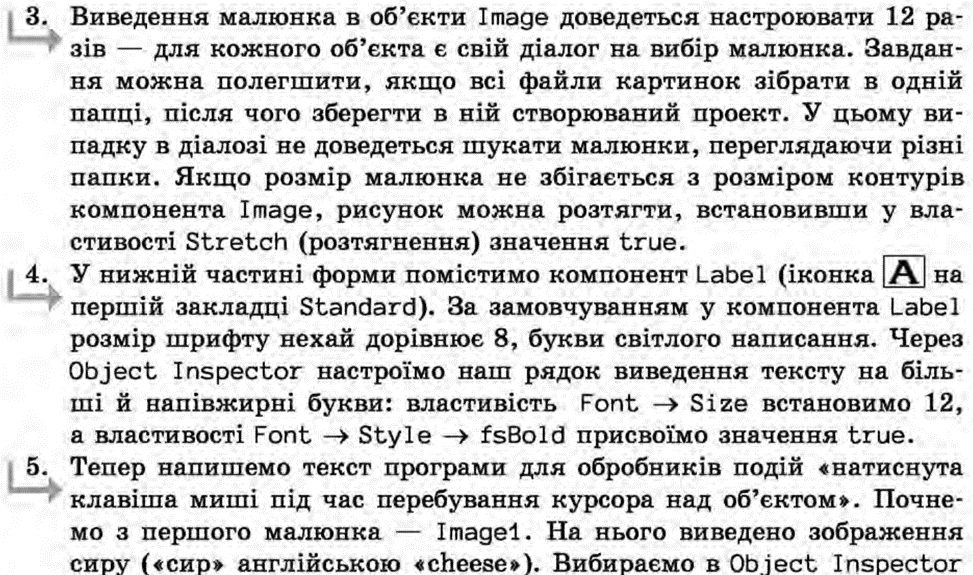 3. Виведення малюнка в об’єкти Image доведеться настроювати 12 ра-
зів — для кожного об’єкта є свій діалог на вибір малюнка. Завдан-
ня можна полегшити, якщо всі файли картинок зібрати в одній
папці, після чого зберегти в ній створюваний проект. У цьому ви-
падку в діалозі не доведеться шукати малюнки, переглядаючи різні
папки. Якщо розмір малюнка не збігається з розміром контурів
компонента Image, рисунок можна розтягти, встановивши у вла-
стивості Stretch (розтягнення) значення true.
4. У нижній частині форми помістимо компонент Label (іконка A на
першій закладці Standard). За замовчуванням у компонента Label
розмір шрифту нехай дорівнює 8, букви світлого написання. Через
Object Inspector настроїмо наш рядок виведення тексту на біль-
ші й напівжирні букви: властивість Font → Size встановимо 12,
а властивості Font → Style → fsBold присвоїмо значення true.
5. Тепер напишемо текст програми для обробників подій «натиснута
клавіша миші під час перебування курсора над об’єктом». Почне-
мо з першого малюнка — Image1. На нього виведено зображення
сиру («сир» англійською «cheese»). Вибираємо в Object Inspector